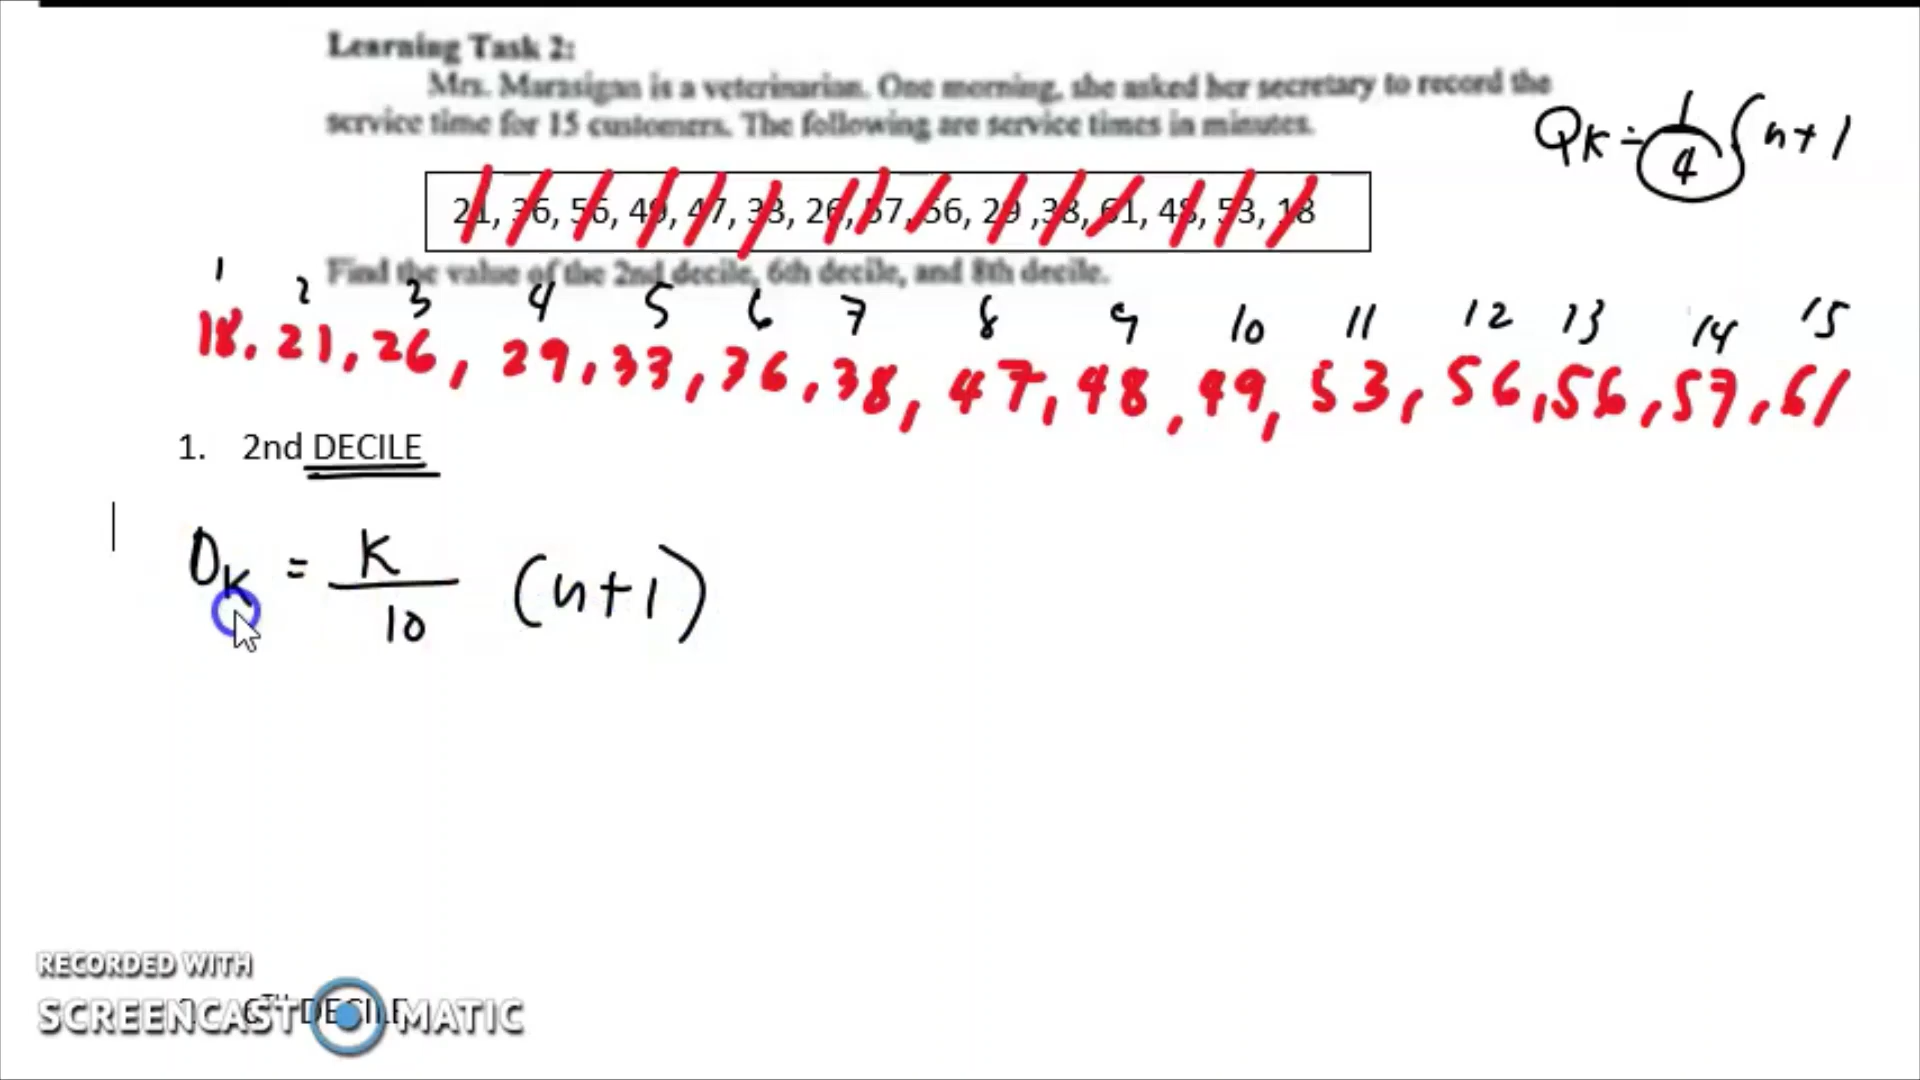 Learning Task 2:
Mrs. Marasigan is a veterinarian. One morning, she asked her secretary to record the
service time for 15 customers. The following are service times in minutes.
QK = 1/4 (n+1
21, 36, 56, 49, 47, 33, 26, 57, 56, 29 ,38, 61, 48, 53, 18
Find the value of the 2nd decile, 6th decile, and 8th decile.
1 2 3 4 5 6 7 8 9 10 11 12 13 14 15
18, 21, 26, 29, 33, 36, 38, 47, 48, 49, 53, 56, 56, 57, 61
1. 2nd DECILE
DK = K/10 (n+1)
6TH DECILE
RECORDED WITH
SCREENCAST MATIC